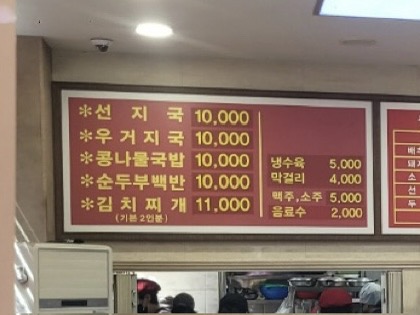 *선지국 10,000
*우거지국 10,000
*콩나물국밥 10,000
*순두부백반 10,000
*김치찌개 11,000
(기본 2인분)
냉수육 5,000
막걸리 4,000
맥주,소주 5,000
음료수 2,000